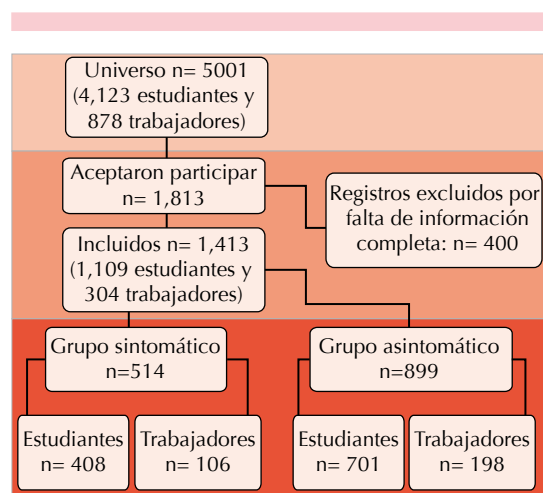 Universo n= 5001
(4,123 estudiantes y
878 trabajadores)
Aceptaron participar
n= 1,813
Registros excluidos por
falta de información
completa: n= 400
Incluidos n= 1,413
(1,109 estudiantes y
304 trabajadores)
Grupo sintomático
n=514
Grupo asintomático
n=899
Estudiantes
n= 408
Trabajadores
n= 106
Estudiantes
n= 701
Trabajadores
n= 198